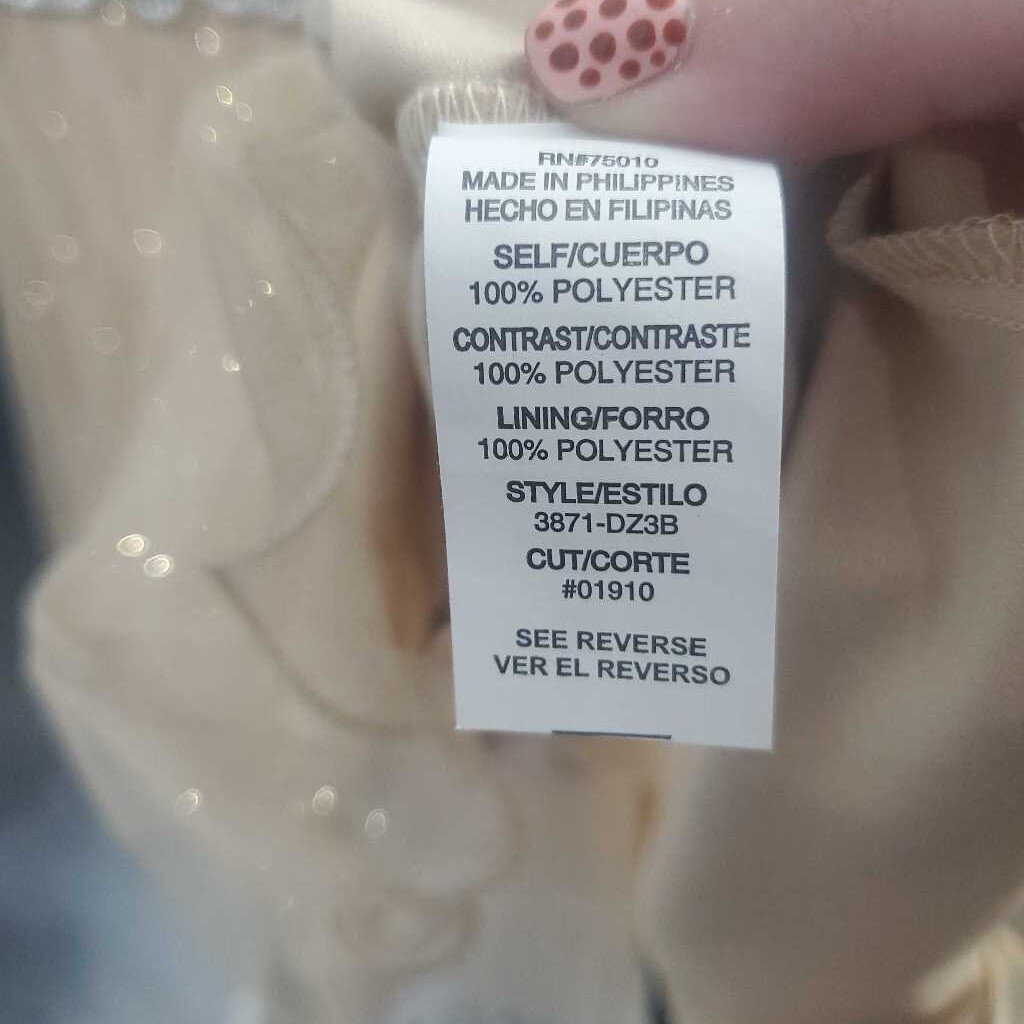 RN#75010
MADE IN PHILIPPINES
HECHO EN FILIPINAS
SELF/CUERPO
100% POLYESTER
CONTRAST/CONTRASTE
100% POLYESTER
LINING/FORRO
100% POLYESTER
STYLE/ESTILO
3871-DZ3B
CUT/CORTE
#01910
SEE REVERSE
VER EL REVERSO